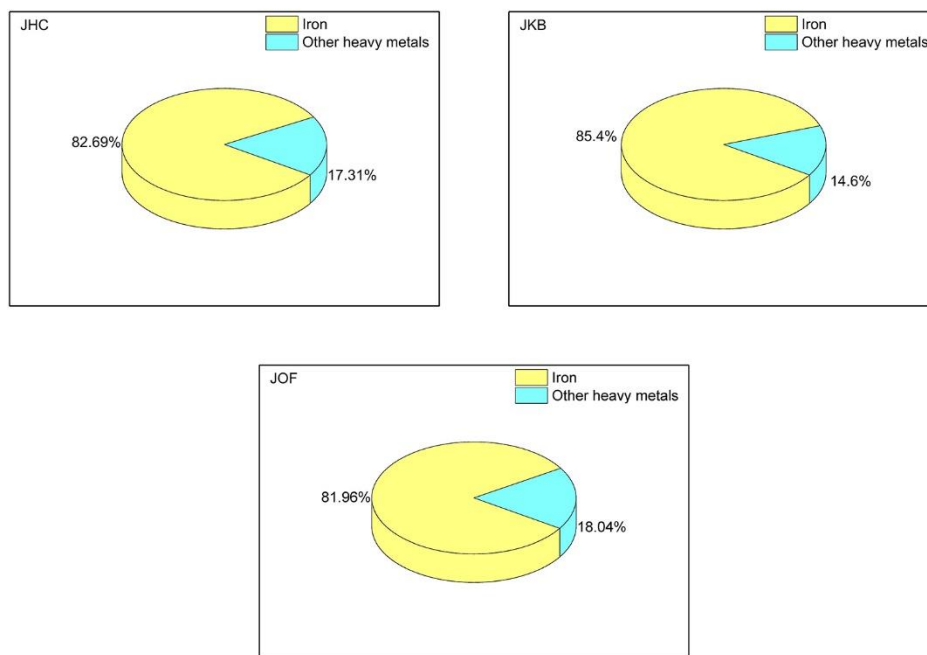 JHC
Iron
Other heavy metals
82.69%
17.31%
JKB
Iron
Other heavy metals
85.4%
14.6%
JOF
Iron
Other heavy metals
81.96%
18.04%